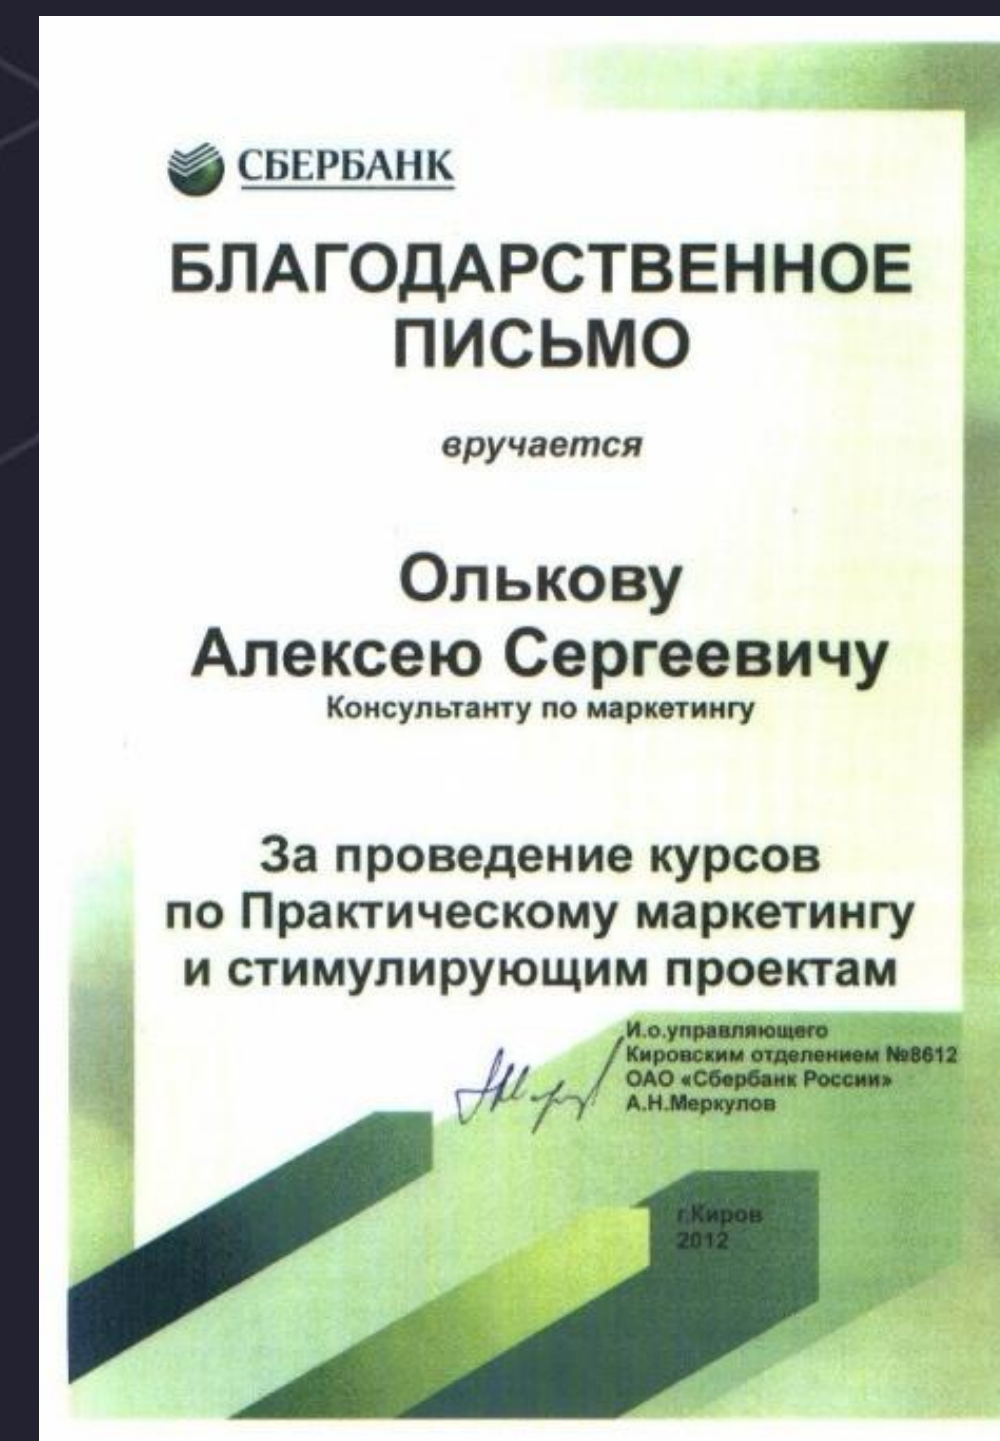 СБЕРБАНК
БЛАГОДАРСТВЕННОЕ
ПИСЬМО
вручается
Олькову
Алексею Сергеевичу
Консультанту по маркетингу
За проведение курсов
по Практическому маркетингу
и стимулирующим проектам
И.о.управляющего
Кировским отделением №8612
ОАО «Сбербанк России»
А.Н.Меркулов
г.Киров
2012